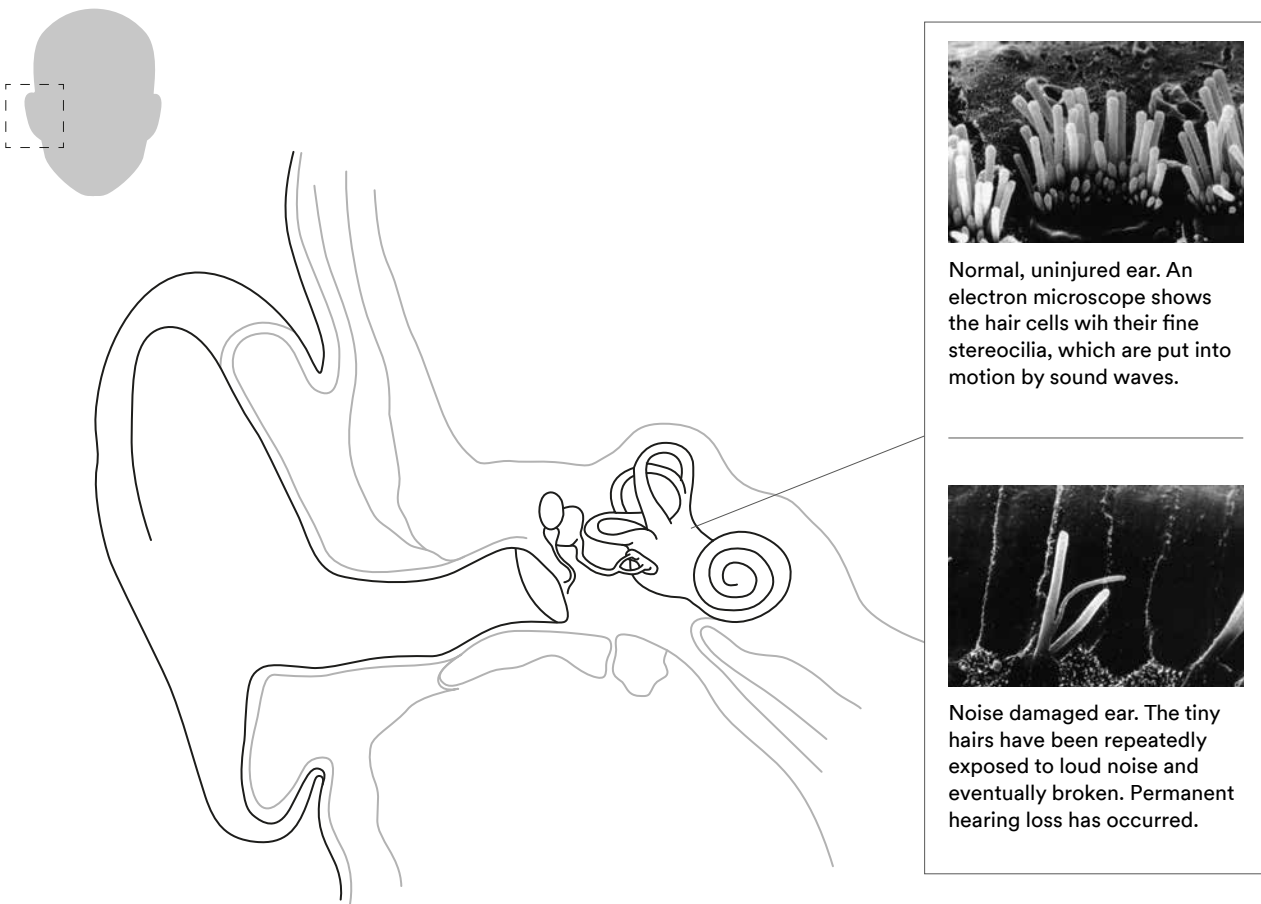 Normal, uninjured ear. An
electron microscope shows
the hair cells wih their fine
stereocilia, which are put into
motion by sound waves.
Noise damaged ear. The tiny
hairs have been repeatedly
exposed to loud noise and
eventually broken. Permanent
hearing loss has occurred.